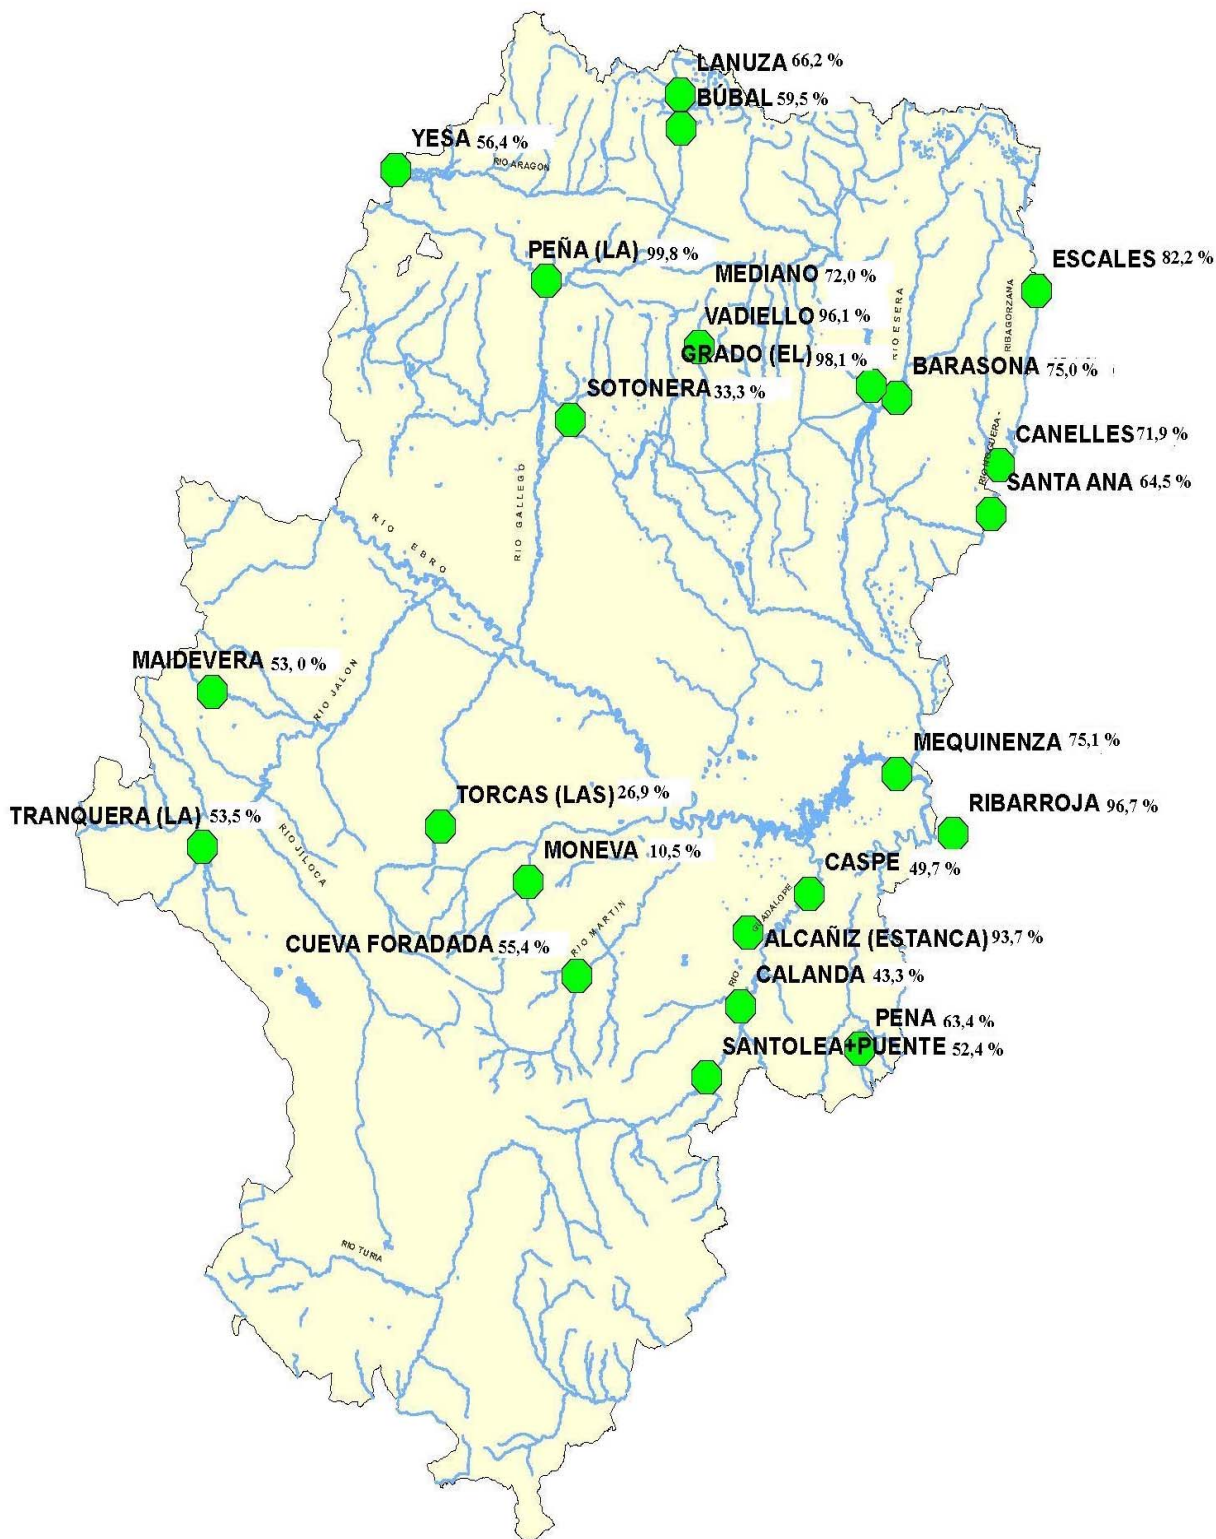 LANUZA 66,2 %
BÚBAL 59,5 %
YESA 56,4 %
RIO ARAGON
PEÑA (LA) 99,8 %
ESCALES 82,2 %
MEDIANO 72,0 %
RIBAGORZANA
VADIELLO 96,1 %
RIO ESERA
GRADO (EL) 98,1 %
BARASONA 75,0 %
SOTONERA 33,3 %
CANELLES 71,9 %
SANTA ANA 64,5 %
RIO GALLEGO
RIO EBRO
MAIDEVERA 53, 0 %
RIO JALON
MEQUINENZA 75,1 %
TORCAS (LAS) 26,9 %
RIBARROJA 96,7 %
TRANQUERA (LA) 53,5 %
RIO JILOCA
MONEVA 10,5 %
CASPE 49,7 %
GUADALOPE
RIO MARTIN
CUEVA FORADADA 55,4 %
ALCAÑIZ (ESTANCA) 93,7 %
RIO
CALANDA 43,3 %
PENA 63,4 %
SANTOLEA+PUENTE 52,4 %
RIO TURIA